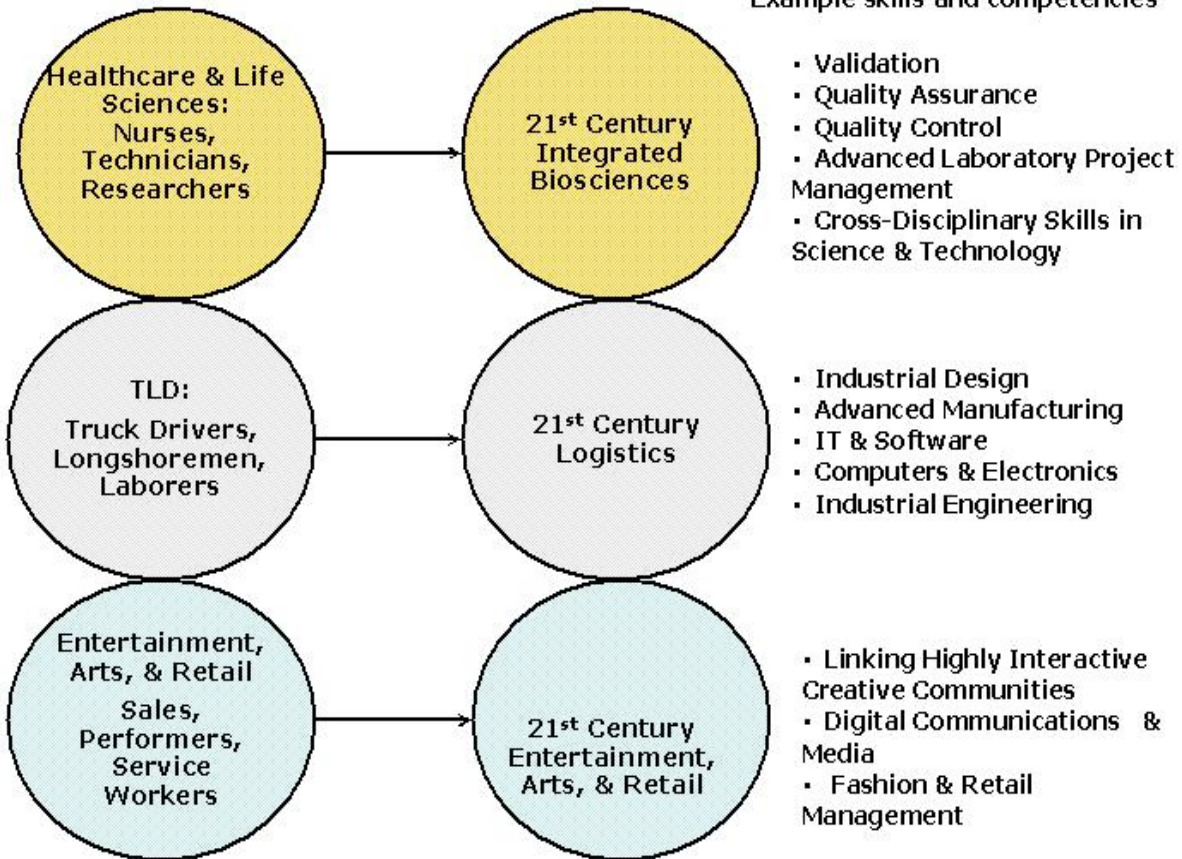 Example skills and competencies
Healthcare & Life
Sciences:
Nurses,
Technicians,
Researchers
21st Century
Integrated
Biosciences
· Validation
· Quality Assurance
· Quality Control
· Advanced Laboratory Project
Management
· Cross-Disciplinary Skills in
Science & Technology
TLD:
Truck Drivers,
Longshoremen,
Laborers
21st Century
Logistics
· Industrial Design
· Advanced Manufacturing
· IT & Software
· Computers & Electronics
· Industrial Engineering
Entertainment,
Arts, & Retail
Sales,
Performers,
Service
Workers
21st Century
Entertainment,
Arts, & Retail
· Linking Highly Interactive
Creative Communities
· Digital Communications &
Media
· Fashion & Retail
Management